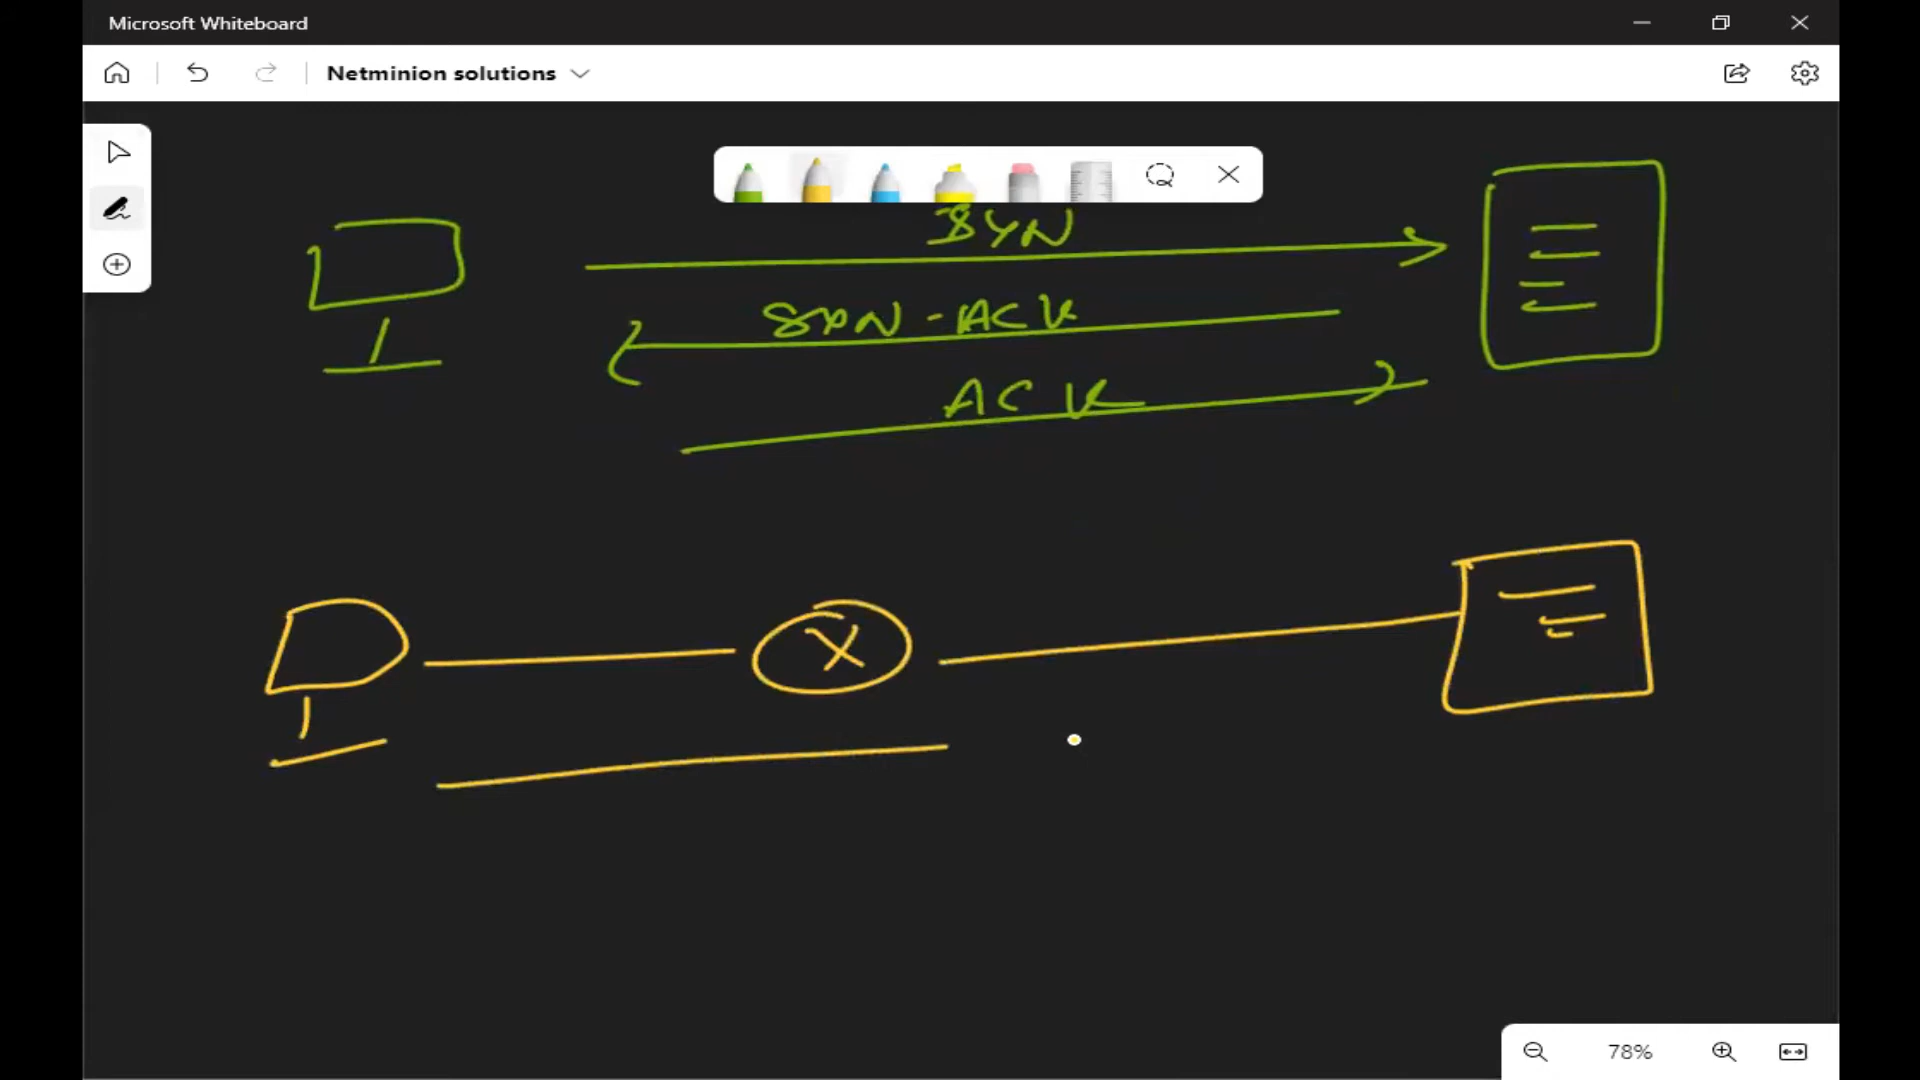 Microsoft Whiteboard
Netminion solutions
SYN
SYN-ACK
ACK
X
78%